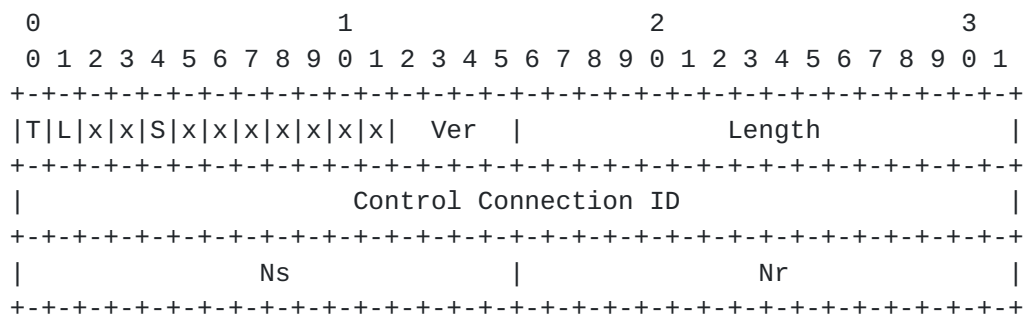 0                   1                   2                   3
 0 1 2 3 4 5 6 7 8 9 0 1 2 3 4 5 6 7 8 9 0 1 2 3 4 5 6 7 8 9 0 1
+-+-+-+-+-+-+-+-+-+-+-+-+-+-+-+-+-+-+-+-+-+-+-+-+-+-+-+-+-+-+-+-+
|T|L|x|x|S|x|x|x|x|x|x|x|  Ver  |             Length            |
+-+-+-+-+-+-+-+-+-+-+-+-+-+-+-+-+-+-+-+-+-+-+-+-+-+-+-+-+-+-+-+-+
|                     Control Connection ID                     |
+-+-+-+-+-+-+-+-+-+-+-+-+-+-+-+-+-+-+-+-+-+-+-+-+-+-+-+-+-+-+-+-+
|               Ns              |               Nr              |
+-+-+-+-+-+-+-+-+-+-+-+-+-+-+-+-+-+-+-+-+-+-+-+-+-+-+-+-+-+-+-+-+